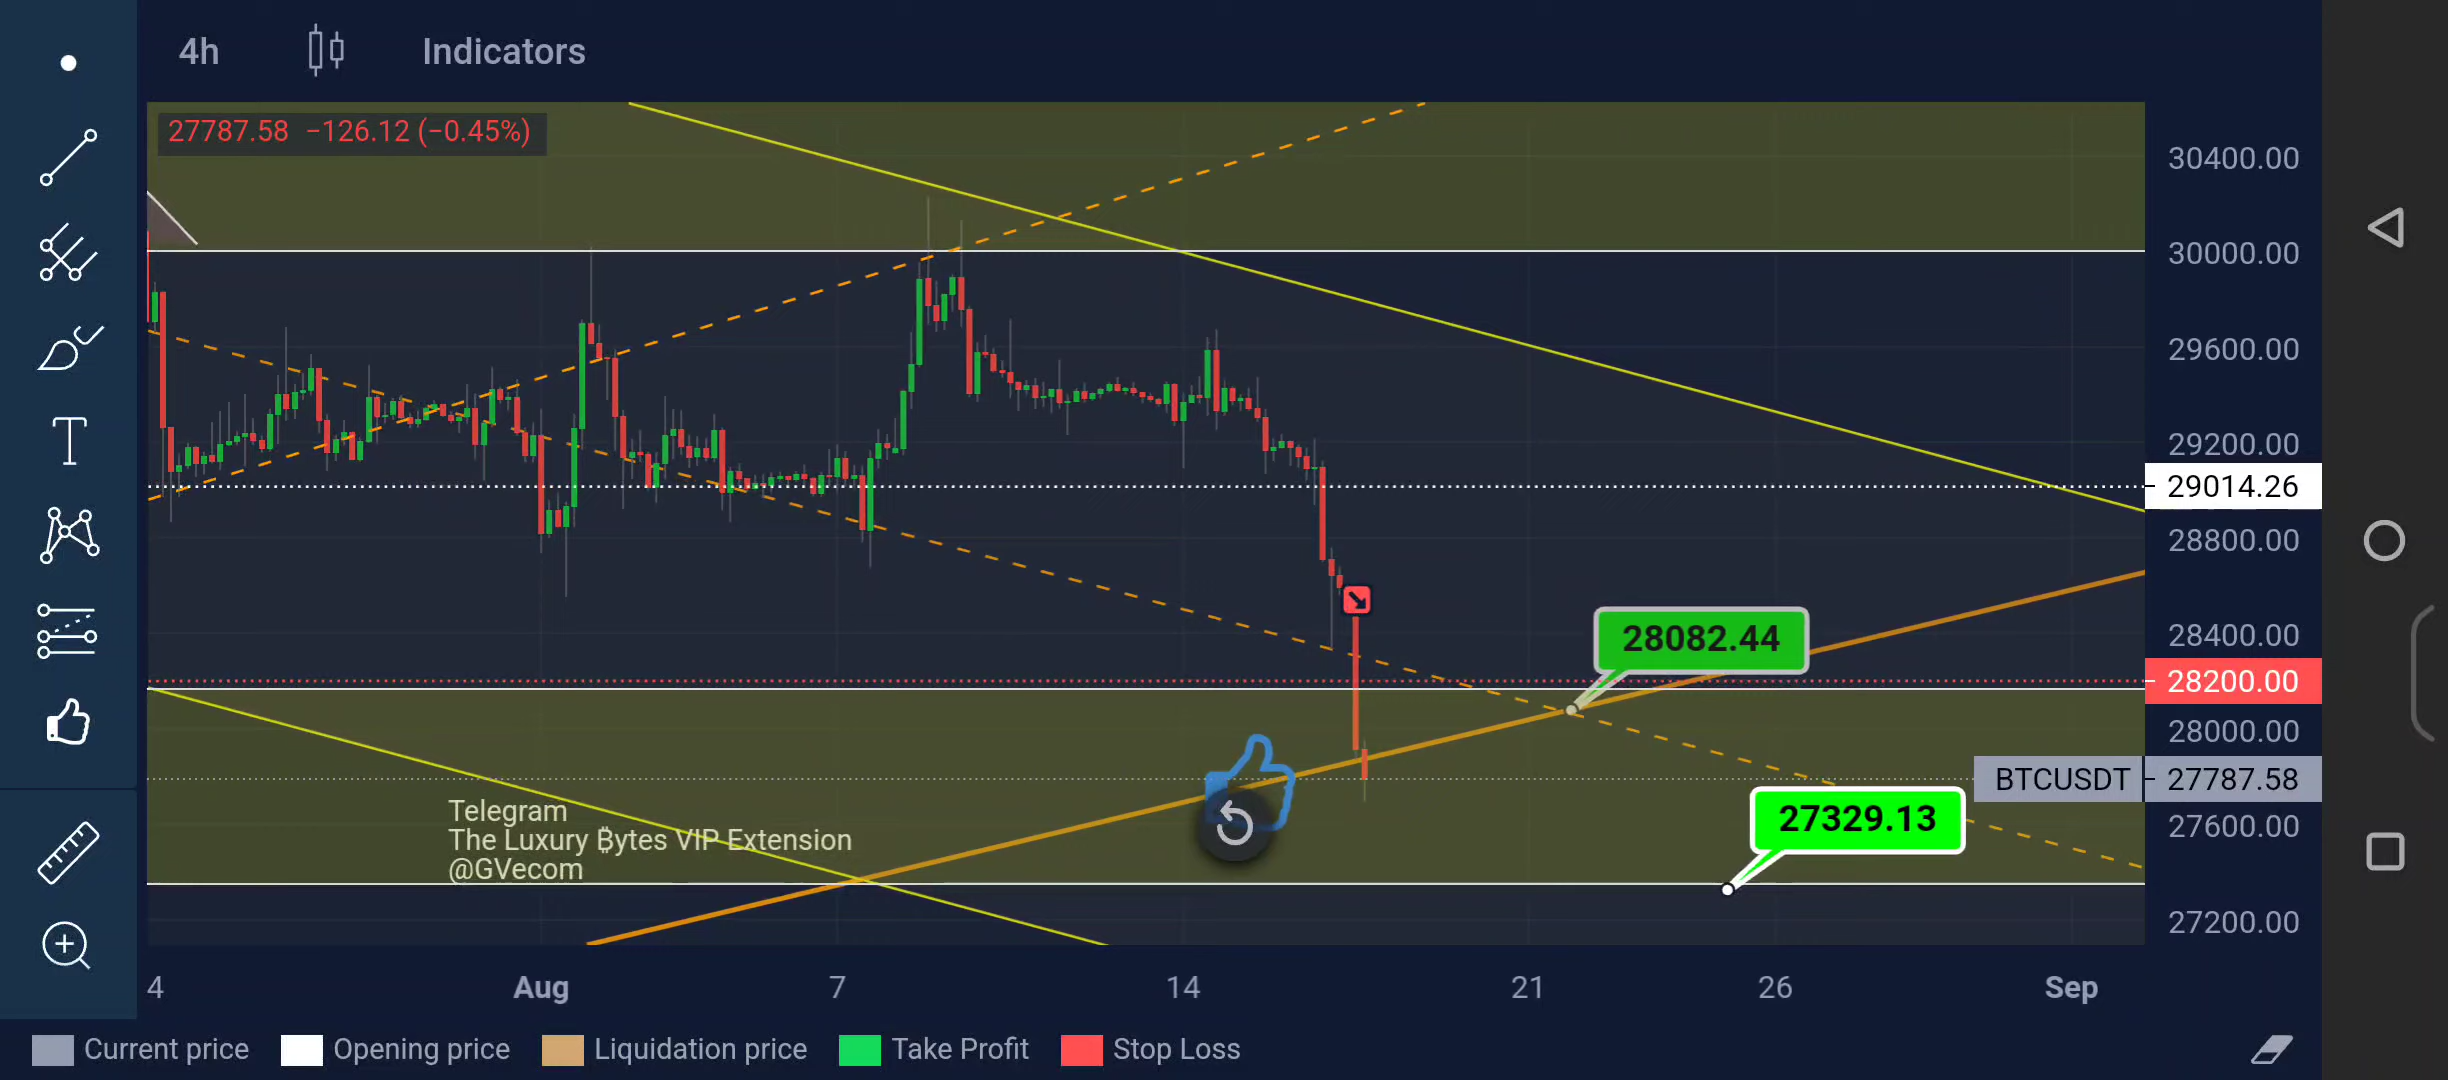 4h Indicators
27787.58 −126.12 (−0.45%)
30400.00
30000.00
29600.00
29200.00
29014.26
28800.00
28082.44
28400.00
28200.00
28000.00
BTCUSDT 27787.58
27329.13
27600.00
27200.00
Telegram
The Luxury ₿ytes VIP Extension
@GVecom
4 Aug 7 14 21 26 Sep
Current price Opening price Liquidation price Take Profit Stop Loss